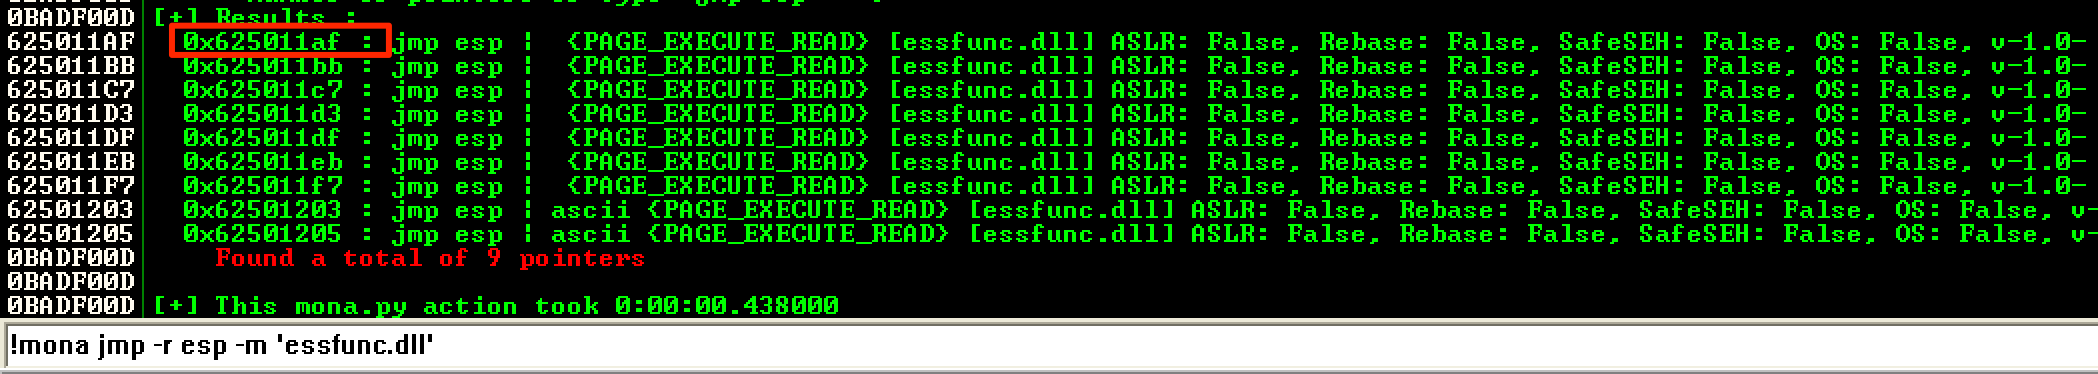 0BADF00D [+] Results :
625011AF 0x625011af : jmp esp | {PAGE_EXECUTE_READ} [essfunc.dll] ASLR: False, Rebase: False, SafeSEH: False, OS: False, v-1.0-
625011BB 0x625011bb : jmp esp | {PAGE_EXECUTE_READ} [essfunc.dll] ASLR: False, Rebase: False, SafeSEH: False, OS: False, v-1.0-
625011C7 0x625011c7 : jmp esp | {PAGE_EXECUTE_READ} [essfunc.dll] ASLR: False, Rebase: False, SafeSEH: False, OS: False, v-1.0-
625011D3 0x625011d3 : jmp esp | {PAGE_EXECUTE_READ} [essfunc.dll] ASLR: False, Rebase: False, SafeSEH: False, OS: False, v-1.0-
625011DF 0x625011df : jmp esp | {PAGE_EXECUTE_READ} [essfunc.dll] ASLR: False, Rebase: False, SafeSEH: False, OS: False, v-1.0-
625011EB 0x625011eb : jmp esp | {PAGE_EXECUTE_READ} [essfunc.dll] ASLR: False, Rebase: False, SafeSEH: False, OS: False, v-1.0-
625011F7 0x625011f7 : jmp esp | {PAGE_EXECUTE_READ} [essfunc.dll] ASLR: False, Rebase: False, SafeSEH: False, OS: False, v-1.0-
62501203 0x62501203 : jmp esp | ascii {PAGE_EXECUTE_READ} [essfunc.dll] ASLR: False, Rebase: False, SafeSEH: False, OS: False, v-
62501205 0x62501205 : jmp esp | ascii {PAGE_EXECUTE_READ} [essfunc.dll] ASLR: False, Rebase: False, SafeSEH: False, OS: False, v-
0BADF00D Found a total of 9 pointers
0BADF00D
0BADF00D [+] This mona.py action took 0:00:00.438000
!mona jmp -r esp -m 'essfunc.dll'